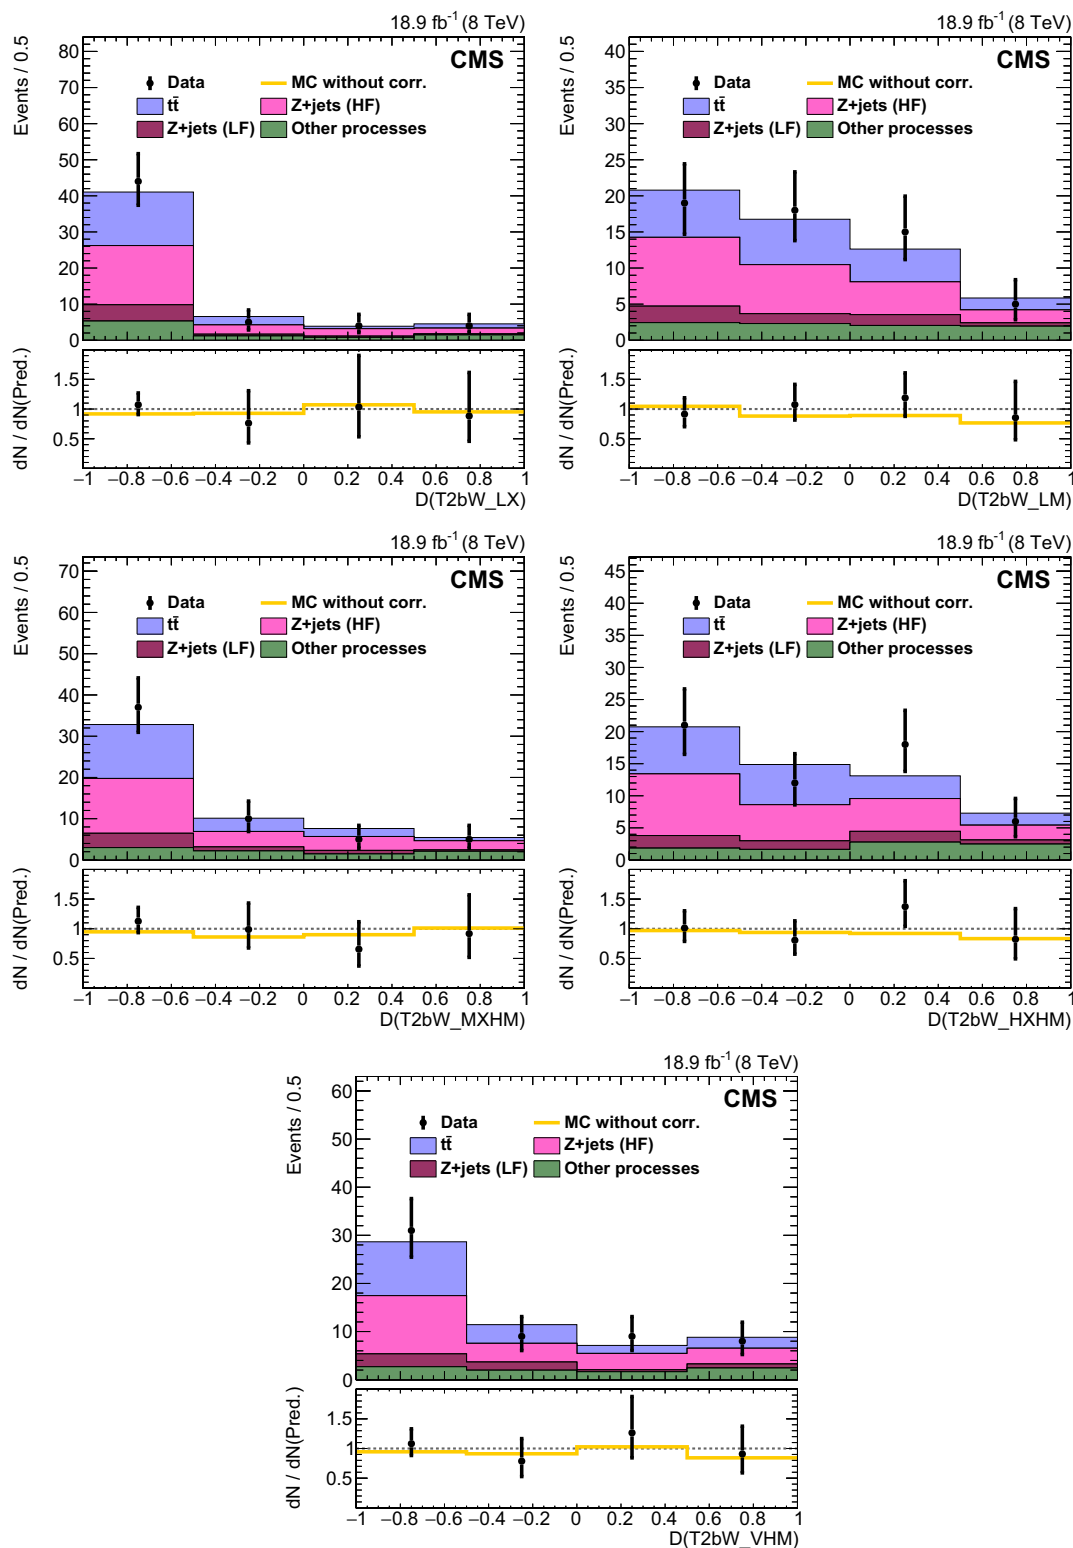 18.9 fb⁻¹ (8 TeV)
CMS
Events / 0.5
Data
MC without corr.
tt̄
Z+jets (HF)
Z+jets (LF)
Other processes
80
70
60
50
40
30
20
10
0
dN / dN(Pred.)
1.5
1
0.5
−1 −0.8 −0.6 −0.4 −0.2 0 0.2 0.4 0.6 0.8 1
D(T2bW_LX)
18.9 fb⁻¹ (8 TeV)
CMS
Events / 0.5
Data
MC without corr.
tt̄
Z+jets (HF)
Z+jets (LF)
Other processes
40
35
30
25
20
15
10
5
0
dN / dN(Pred.)
1.5
1
0.5
−1 −0.8 −0.6 −0.4 −0.2 0 0.2 0.4 0.6 0.8 1
D(T2bW_LM)
18.9 fb⁻¹ (8 TeV)
CMS
Events / 0.5
Data
MC without corr.
tt̄
Z+jets (HF)
Z+jets (LF)
Other processes
70
60
50
40
30
20
10
0
dN / dN(Pred.)
1.5
1
0.5
−1 −0.8 −0.6 −0.4 −0.2 0 0.2 0.4 0.6 0.8 1
D(T2bW_MXHM)
18.9 fb⁻¹ (8 TeV)
CMS
Events / 0.5
Data
MC without corr.
tt̄
Z+jets (HF)
Z+jets (LF)
Other processes
45
40
35
30
25
20
15
10
5
0
dN / dN(Pred.)
1.5
1
0.5
−1 −0.8 −0.6 −0.4 −0.2 0 0.2 0.4 0.6 0.8 1
D(T2bW_HXHM)
18.9 fb⁻¹ (8 TeV)
CMS
Events / 0.5
Data
MC without corr.
tt̄
Z+jets (HF)
Z+jets (LF)
Other processes
60
50
40
30
20
10
0
dN / dN(Pred.)
1.5
1
0.5
−1 −0.8 −0.6 −0.4 −0.2 0 0.2 0.4 0.6 0.8 1
D(T2bW_VHM)